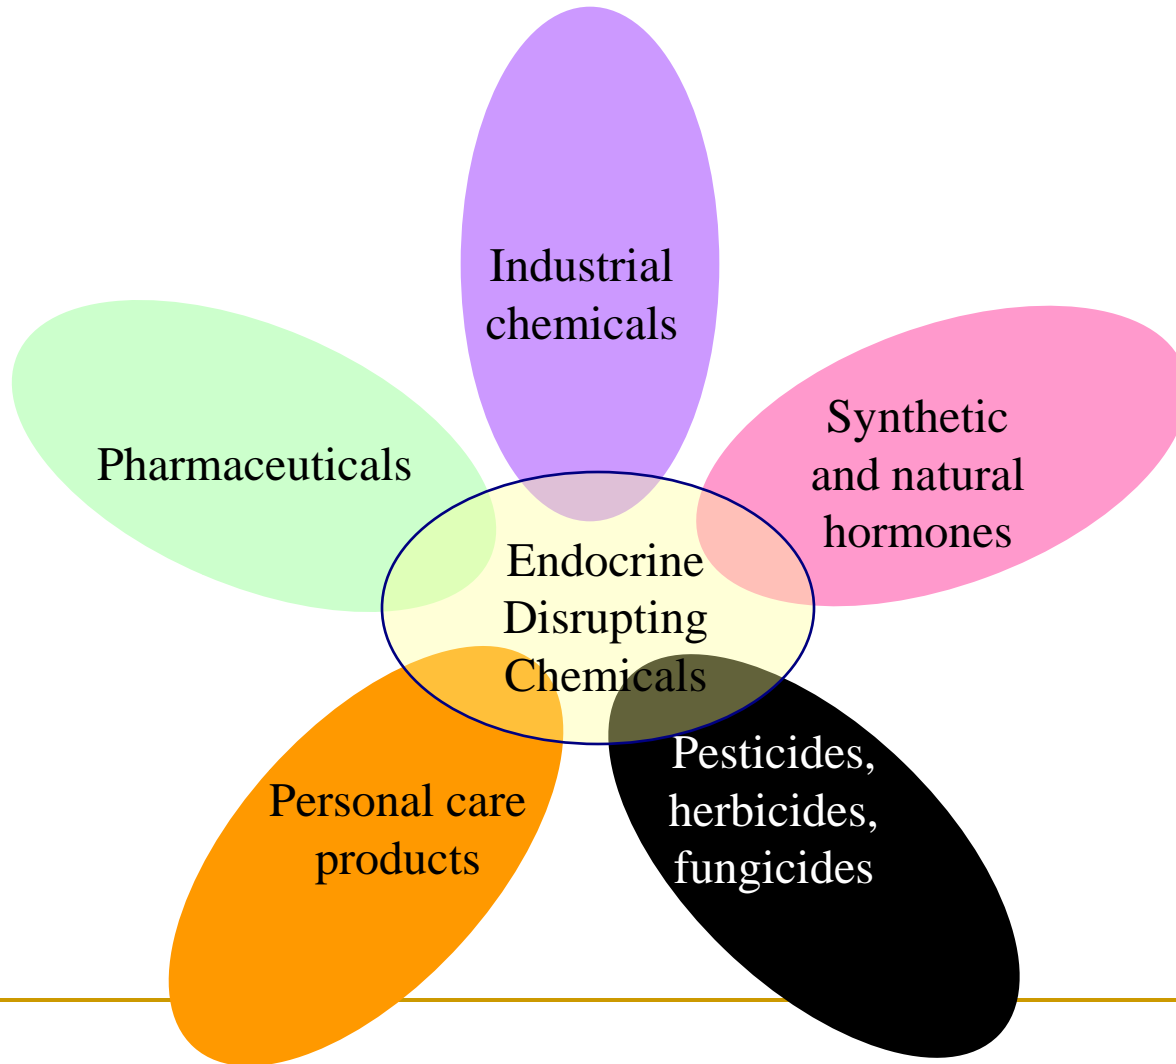 Industrial
chemicals
Pharmaceuticals
Synthetic
and natural
hormones
Endocrine
Disrupting
Chemicals
Personal care
products
Pesticides,
herbicides,
fungicides